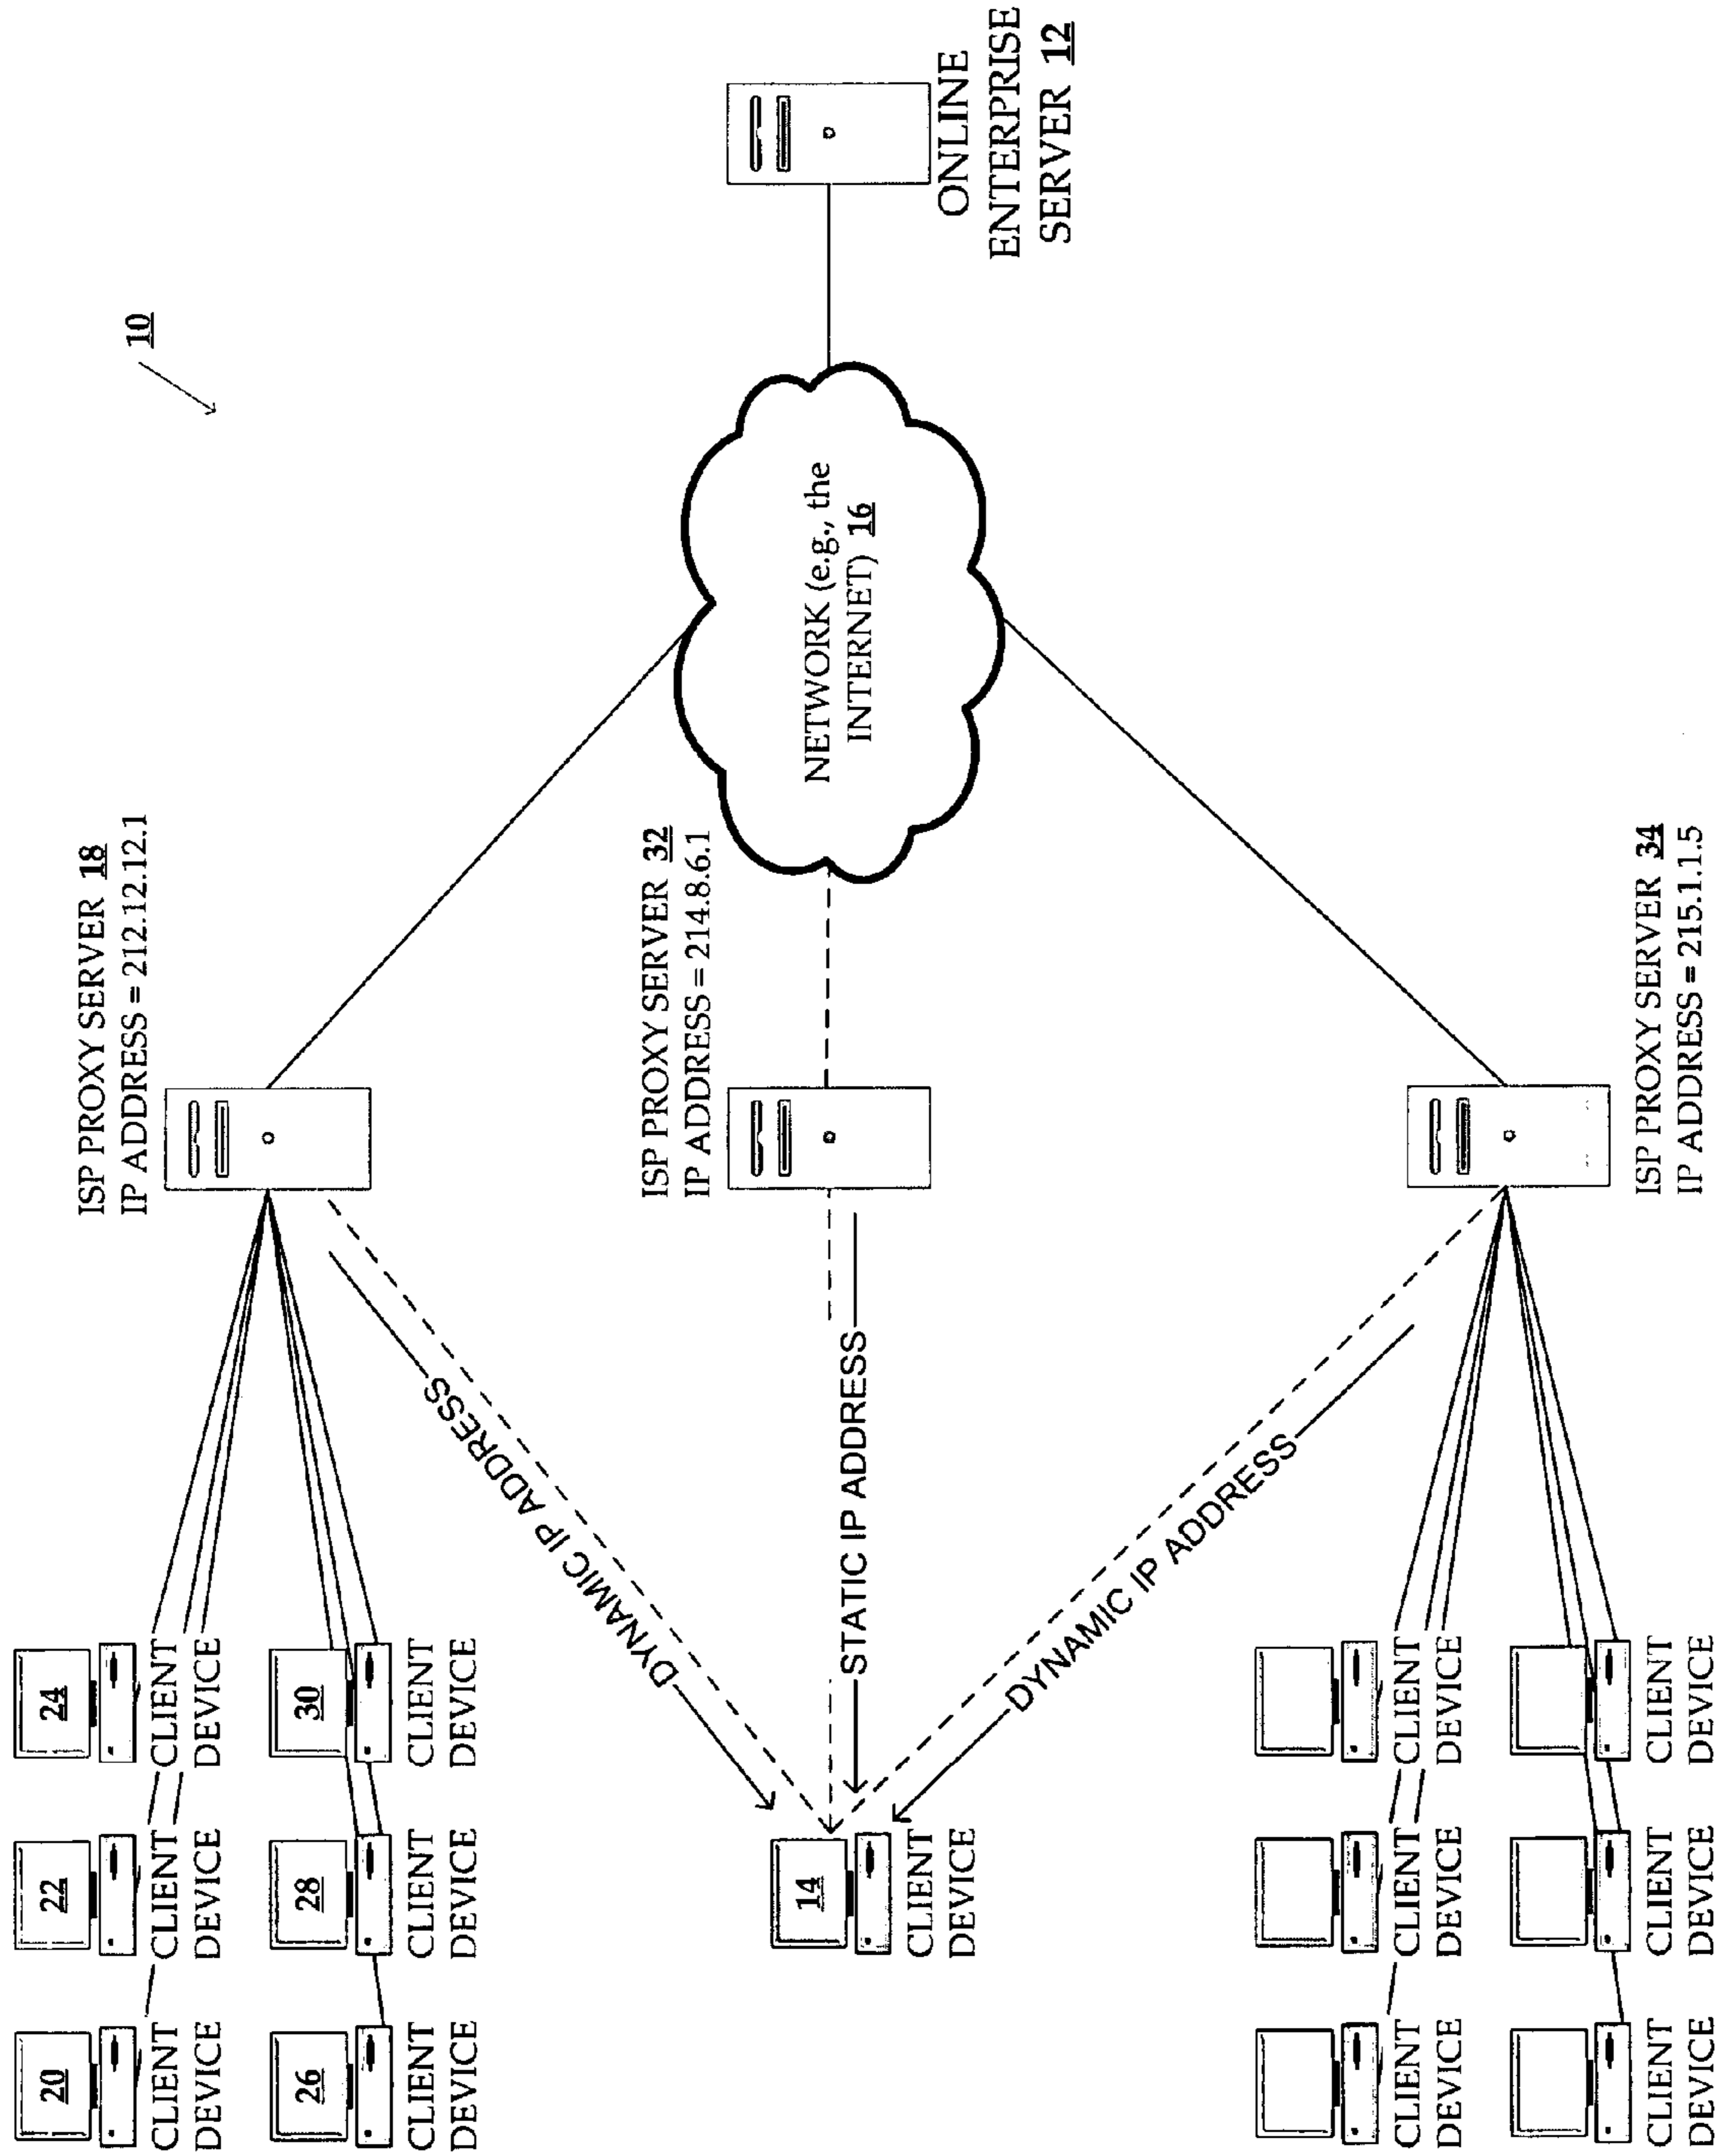 10
24
CLIENT
DEVICE
22
CLIENT
DEVICE
20
CLIENT
DEVICE
30
CLIENT
DEVICE
28
CLIENT
DEVICE
26
CLIENT
DEVICE
ISP PROXY SERVER 18
IP ADDRESS = 212.12.12.1
DYNAMIC IP ADDRESS
ISP PROXY SERVER 32
IP ADDRESS = 214.8.6.1
STATIC IP ADDRESS
14
CLIENT
DEVICE
NETWORK (e.g., the
INTERNET) 16
ONLINE
ENTERPRISE
SERVER 12
DYNAMIC IP ADDRESS
CLIENT
DEVICE
CLIENT
DEVICE
CLIENT
DEVICE
CLIENT
DEVICE
CLIENT
DEVICE
CLIENT
DEVICE
ISP PROXY SERVER 34
IP ADDRESS = 215.1.1.5